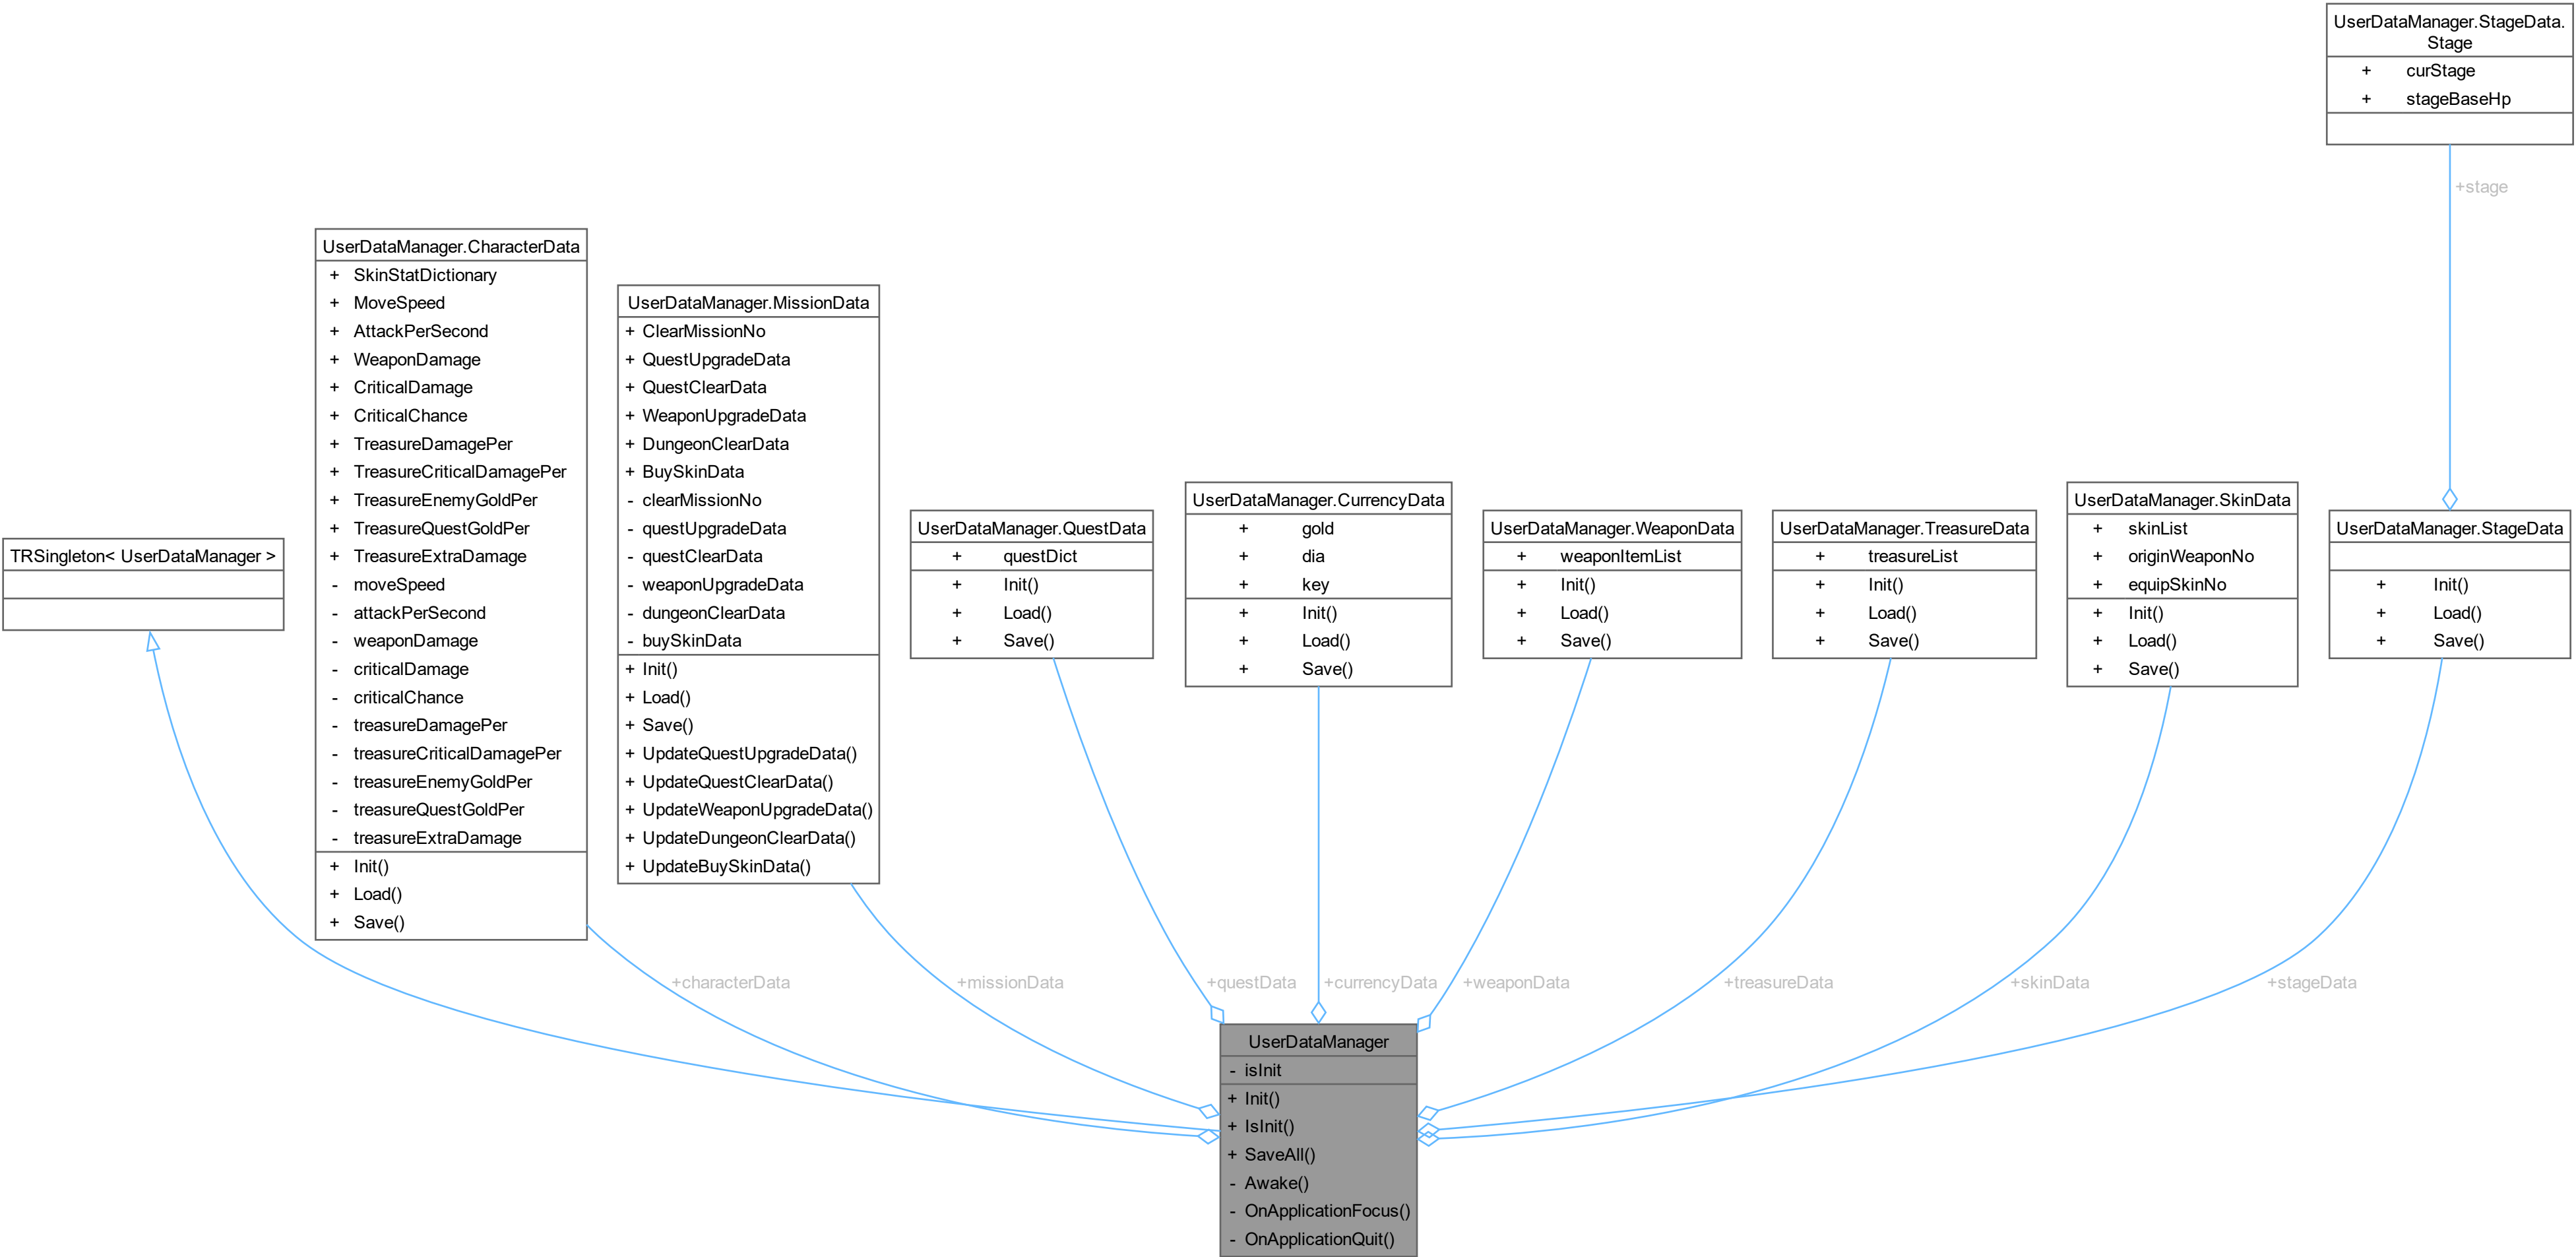 UserDataManager.StageData.
Stage
+ curStage
+ stageBaseHp
+stage
UserDataManager.CharacterData
+ SkinStatDictionary
+ MoveSpeed
+ AttackPerSecond
+ WeaponDamage
+ CriticalDamage
+ CriticalChance
+ TreasureDamagePer
+ TreasureCriticalDamagePer
+ TreasureEnemyGoldPer
+ TreasureQuestGoldPer
+ TreasureExtraDamage
- moveSpeed
- attackPerSecond
- weaponDamage
- criticalDamage
- criticalChance
- treasureDamagePer
- treasureCriticalDamagePer
- treasureEnemyGoldPer
- treasureQuestGoldPer
- treasureExtraDamage
+ Init()
+ Load()
+ Save()
UserDataManager.MissionData
+ ClearMissionNo
+ QuestUpgradeData
+ QuestClearData
+ WeaponUpgradeData
+ DungeonClearData
+ BuySkinData
- clearMissionNo
- questUpgradeData
- questClearData
- weaponUpgradeData
- dungeonClearData
- buySkinData
+ Init()
+ Load()
+ Save()
+ UpdateQuestUpgradeData()
+ UpdateQuestClearData()
+ UpdateWeaponUpgradeData()
+ UpdateDungeonClearData()
+ UpdateBuySkinData()
TRSingleton< UserDataManager >
UserDataManager.QuestData
+ questDict
+ Init()
+ Load()
+ Save()
UserDataManager.CurrencyData
+ gold
+ dia
+ key
+ Init()
+ Load()
+ Save()
UserDataManager.WeaponData
+ weaponItemList
+ Init()
+ Load()
+ Save()
UserDataManager.TreasureData
+ treasureList
+ Init()
+ Load()
+ Save()
UserDataManager.SkinData
+ skinList
+ originWeaponNo
+ equipSkinNo
+ Init()
+ Load()
+ Save()
UserDataManager.StageData
+ Init()
+ Load()
+ Save()
+characterData
+missionData
+questData
+currencyData
+weaponData
+treasureData
+skinData
+stageData
UserDataManager
- isInit
+ Init()
+ IsInit()
+ SaveAll()
- Awake()
- OnApplicationFocus()
- OnApplicationQuit()